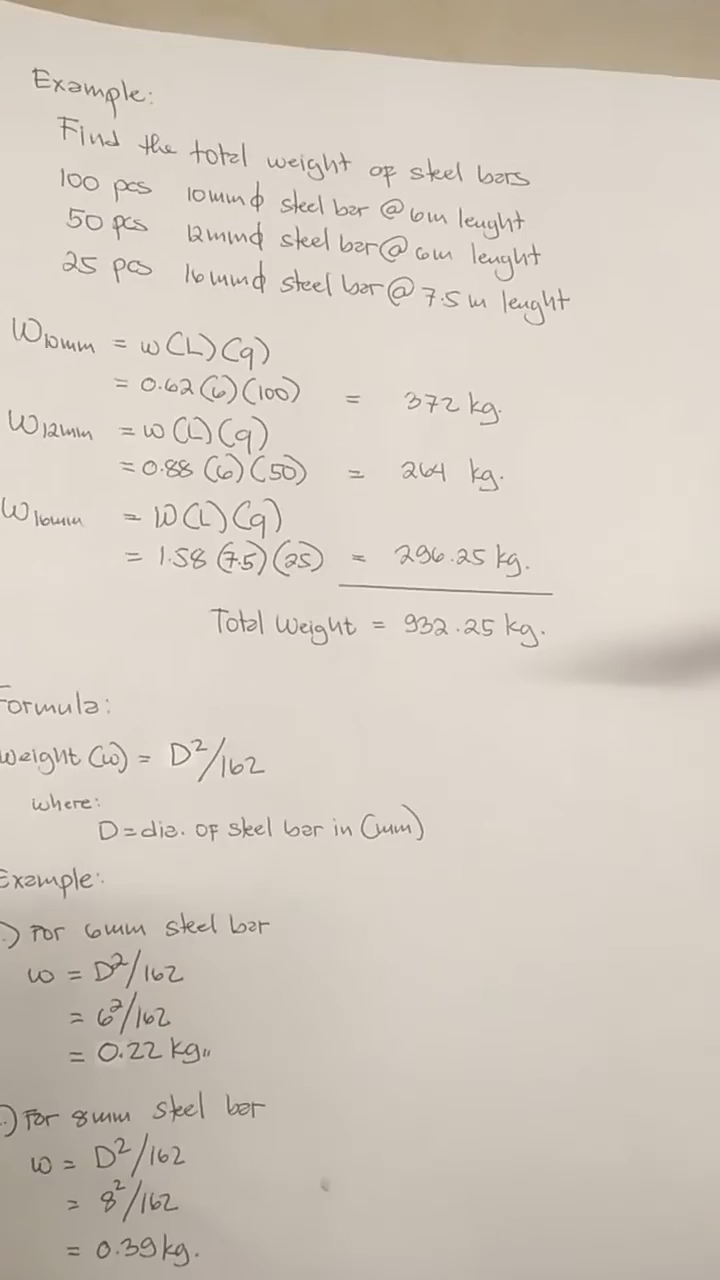 Example:
Find the total weight of steel bars
100 pcs 10mmϕ steel bar @ 6m lenght
50 pcs 12mmϕ steel bar @ 6m lenght
25 pcs 16mmϕ steel bar @ 7.5m lenght
W10mm = w(L)(q)
= 0.62(6)(100) = 372 kg.
W12mm = w(L)(q)
= 0.88(6)(50) = 264 kg.
W16mm = W(L)(q)
= 1.58(7.5)(25) = 296.25 kg.
Total Weight = 932.25 kg.
Formula:
weight (w) = D²/162
where:
D = dia. of steel bar in (mm)
Example:
.) For 6mm steel bar
w = D²/162
= 6²/162
= 0.22 kg,,
.) For 8mm steel bar
w = D²/162
= 8²/162
= 0.39 kg.